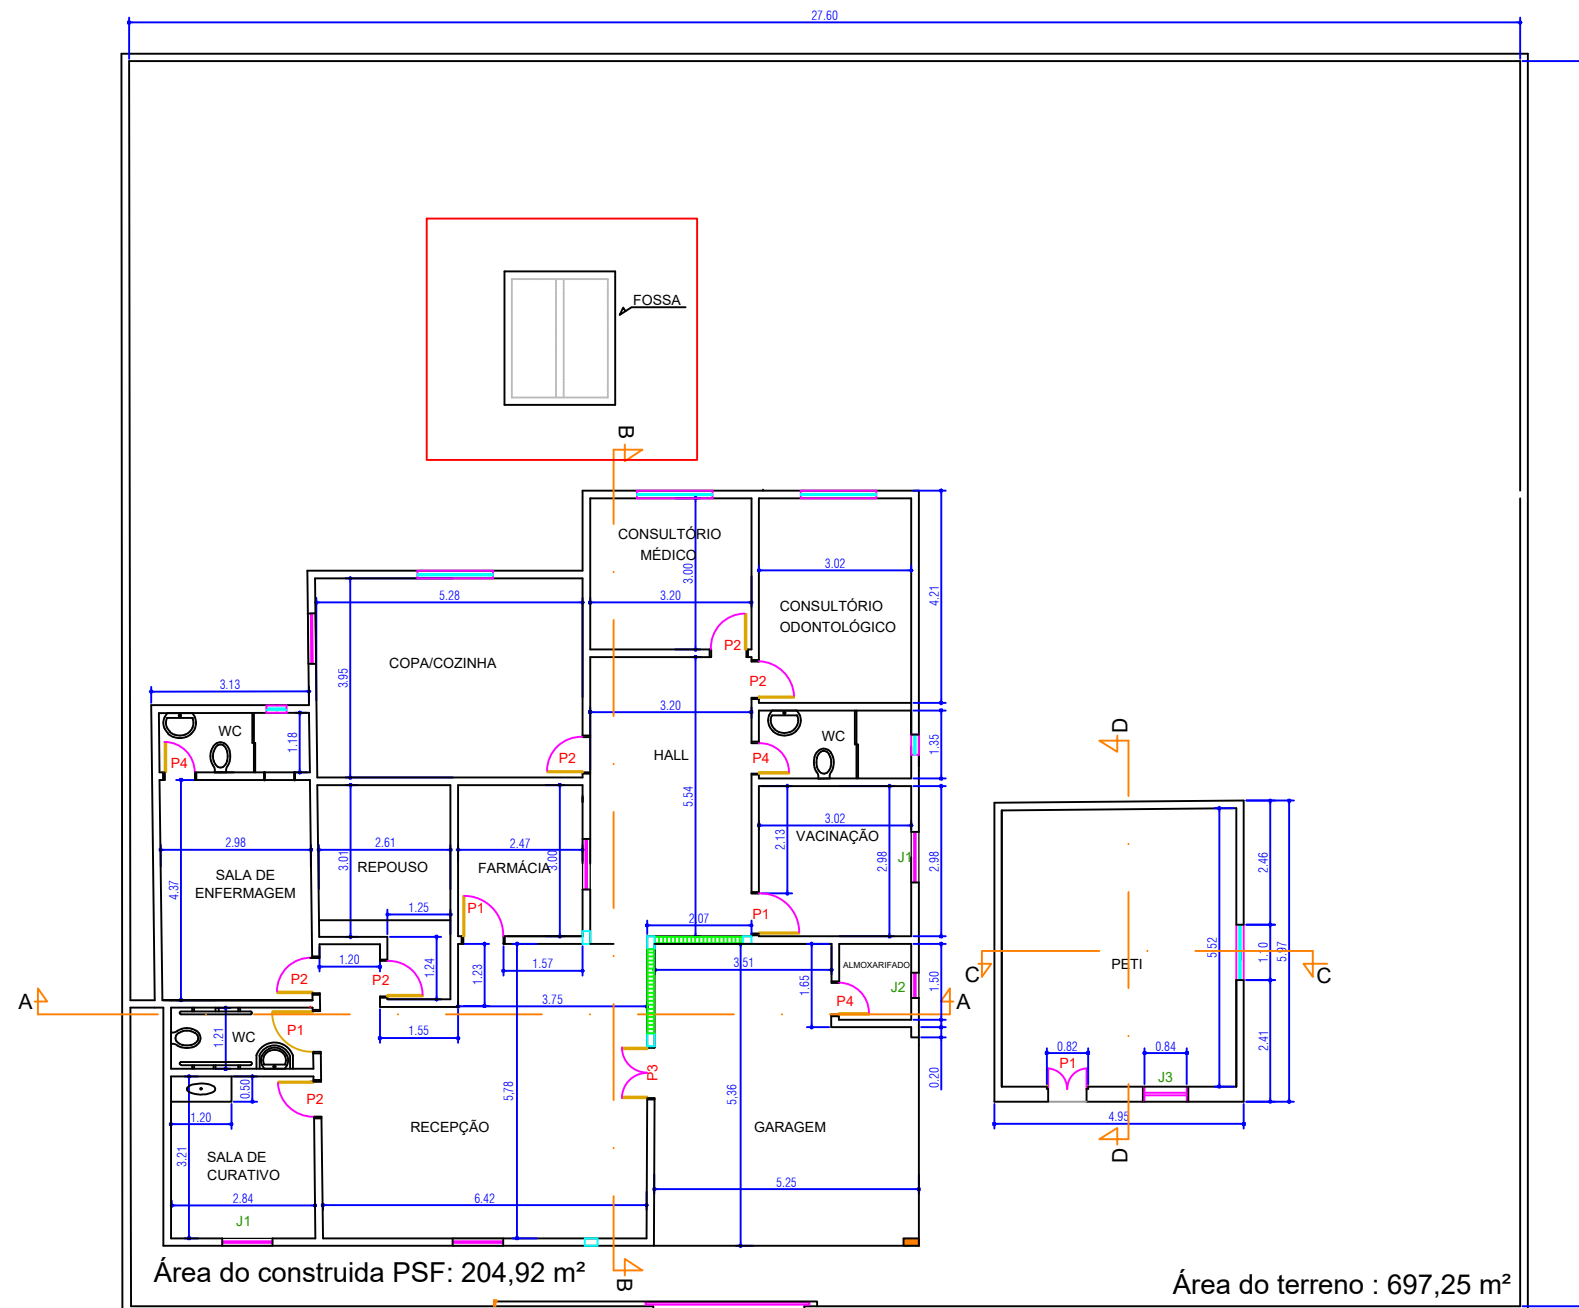 27.60
FOSSA
B
CONSULTÓRIO
MÉDICO
3.00
3.20
P2
3.02
CONSULTÓRIO
ODONTOLÓGICO
4.21
P2
5.28
COPA/COZINHA
3.95
P2
3.13
WC
1.18
P4
3.20
HALL
5.54
WC
P4
1.35
D
2.98
SALA DE
ENFERMAGEM
4.37
P2
2.61
REPOUSO
3.01
1.25
2.47
FARMÁCIA
3.00
P1
3.02
VACINAÇÃO
2.13
2.98
J1
2.98
P1
2.07
1.20
P2
1.24
1.23
1.57
3.51
ALMOXARIFADO
J2
1.50
1.65
P4
A
A
3.75
1.55
WC
1.21
P1
P3
0.20
0.50
P2
1.20
SALA DE
CURATIVO
3.21
2.84
J1
RECEPÇÃO
5,78
6.42
GARAGEM
5,36
5.25
2.46
5.52
1.10
5.97
C
PETI
C
2.41
0.82
P1
0.84
J3
4.95
D
B
Área do construida PSF: 204,92 m²
Área do terreno : 697,25 m²